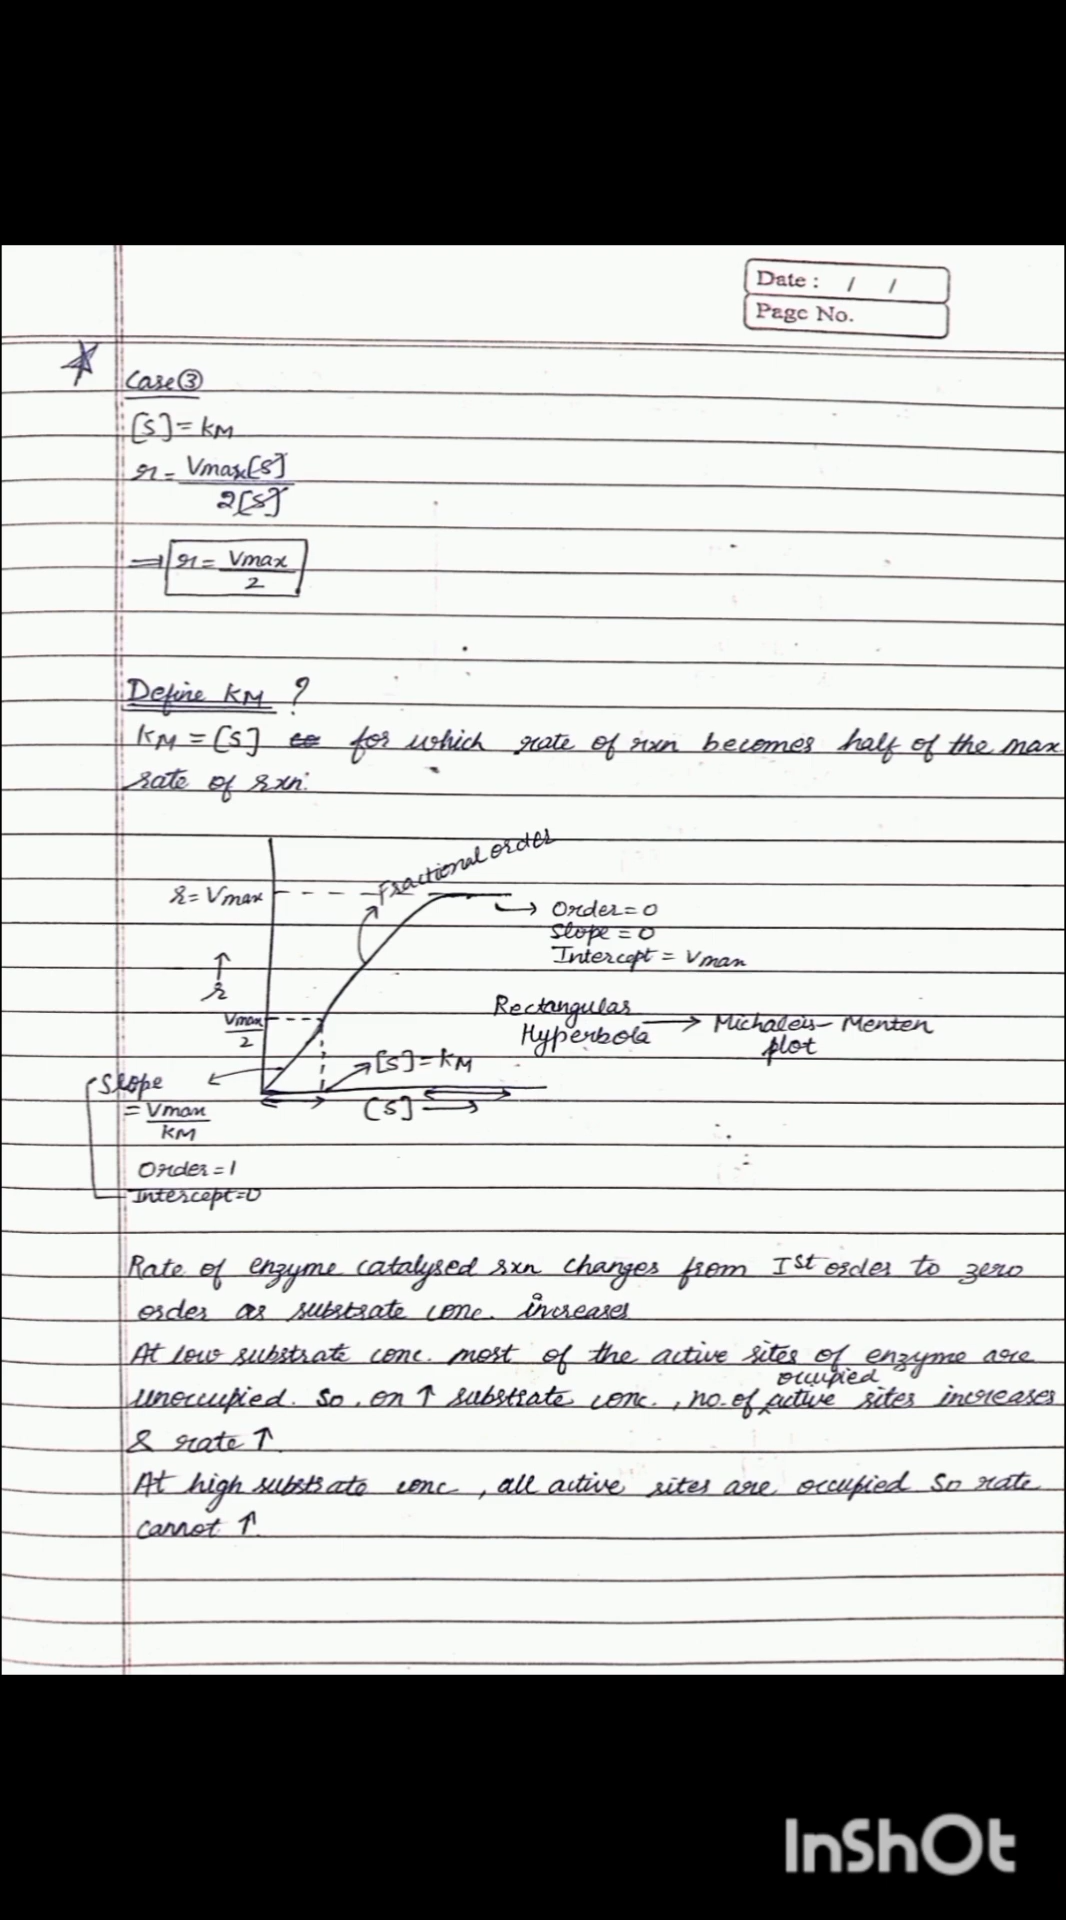 Date : / /
Page No.
Case ③
[S] = KM
r = Vmax[S]
2[S]
⇒ r = Vmax
2
Define KM ?
KM = [S] for which rate of rxn becomes half of the max
rate of rxn.
Fractional order
r = Vmax
→ Order = 0
Slope = 0
Intercept = Vmax
↑
r
Vmax
2
Rectangular
Hyperbola → Michaleis - Menten
plot
[S] = KM
[S] →
Slope
= Vmax
KM
Order = 1
Intercept = 0
Rate of enzyme catalysed rxn changes from Ist order to zero
order as substrate conc. increases
At low substrate conc. most of the active sites of enzyme are
unoccupied. So, on ↑ substrate conc., no. of occupied active sites increases
& rate ↑.
At high substrate conc, all active sites are occupied so rate
cannot ↑.
InShOt